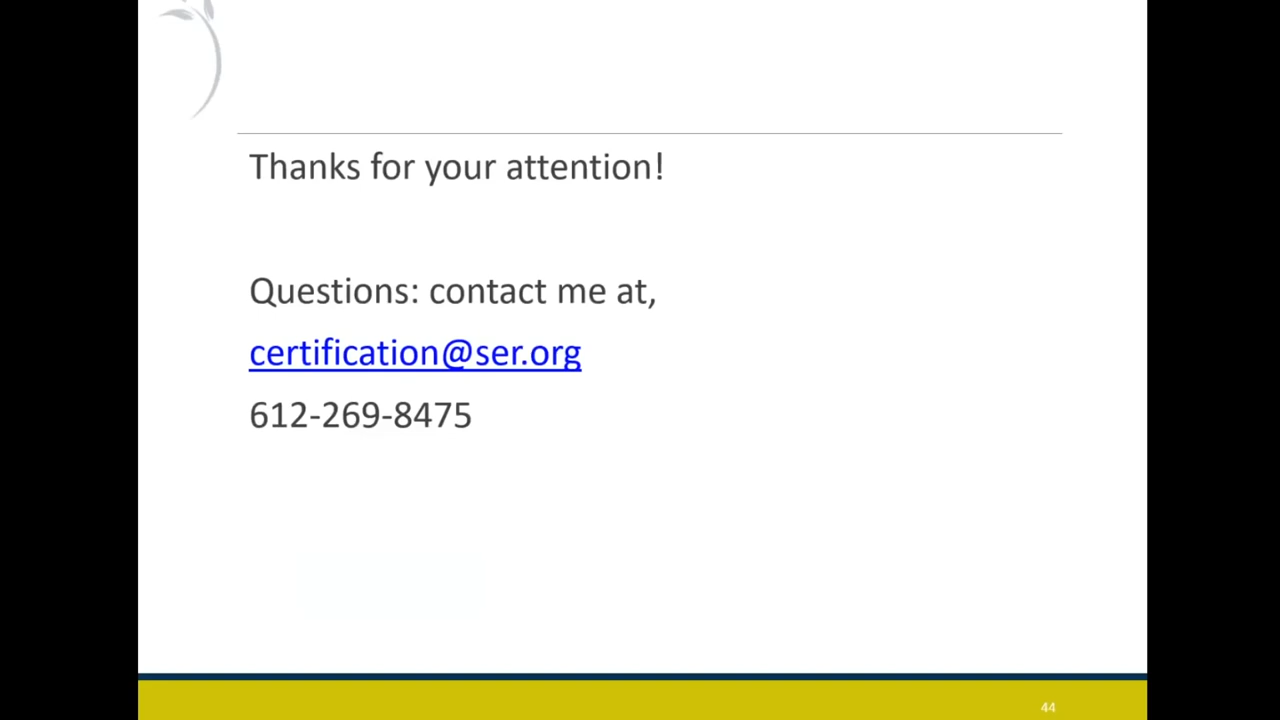 Thanks for your attention!
Questions: contact me at,
certification@ser.org
612-269-8475
44